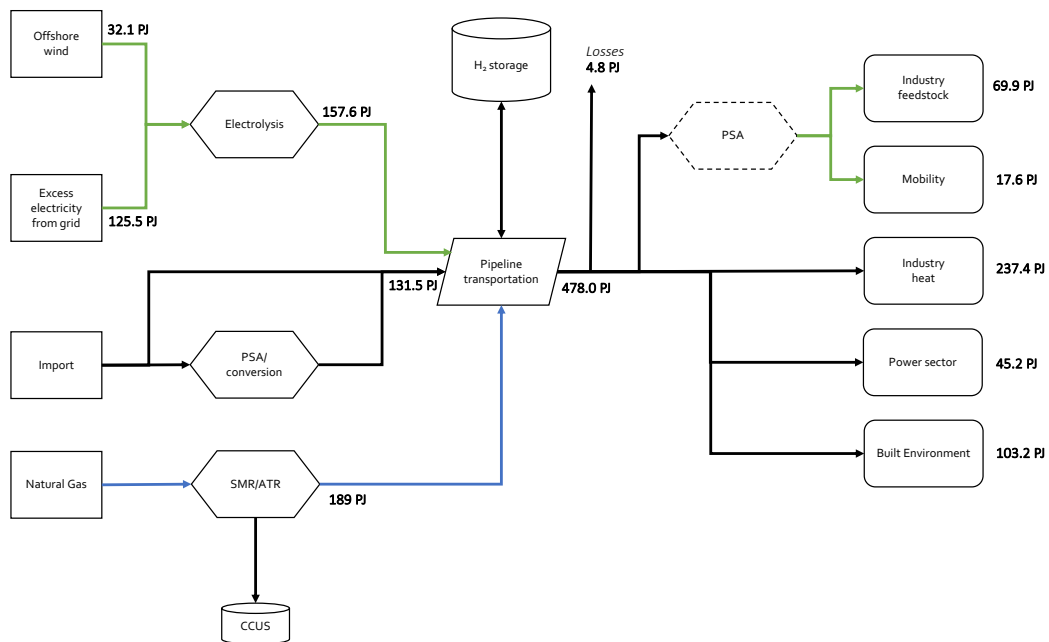 Offshore
wind
32.1 PJ
Excess
electricity
from grid
125.5 PJ
Electrolysis
157.6 PJ
H₂ storage
Losses
4.8 PJ
PSA
Industry
feedstock
69.9 PJ
Mobility
17.6 PJ
Import
PSA/
conversion
131.5 PJ
Pipeline
transportation
478.0 PJ
Industry
heat
237.4 PJ
Power sector
45.2 PJ
Built Environment
103.2 PJ
Natural Gas
SMR/ATR
189 PJ
CCUS